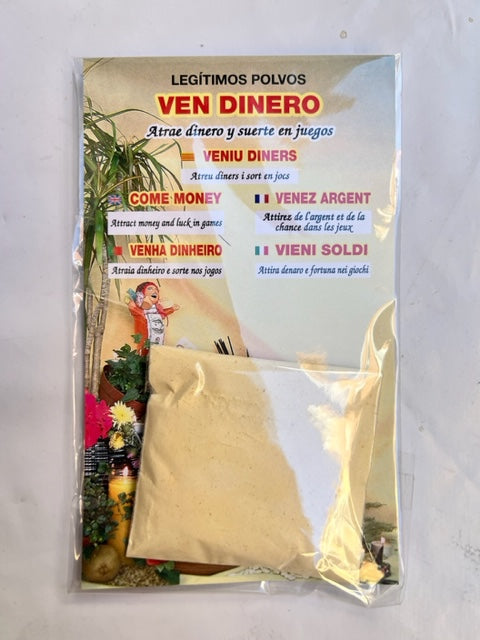 LEGÍTIMOS POLVOS
VEN DINERO
Atrae dinero y suerte en juegos
VENIU DINERS
Atreu diners i sort en jocs
COME MONEY
Attract money and luck in games
VENEZ ARGENT
Attirez de l'argent et de la
chance dans les jeux
VENHA DINHEIRO
Atraia dinheiro e sorte nos jogos
VIENI SOLDI
Attira denaro e fortuna nei giochi